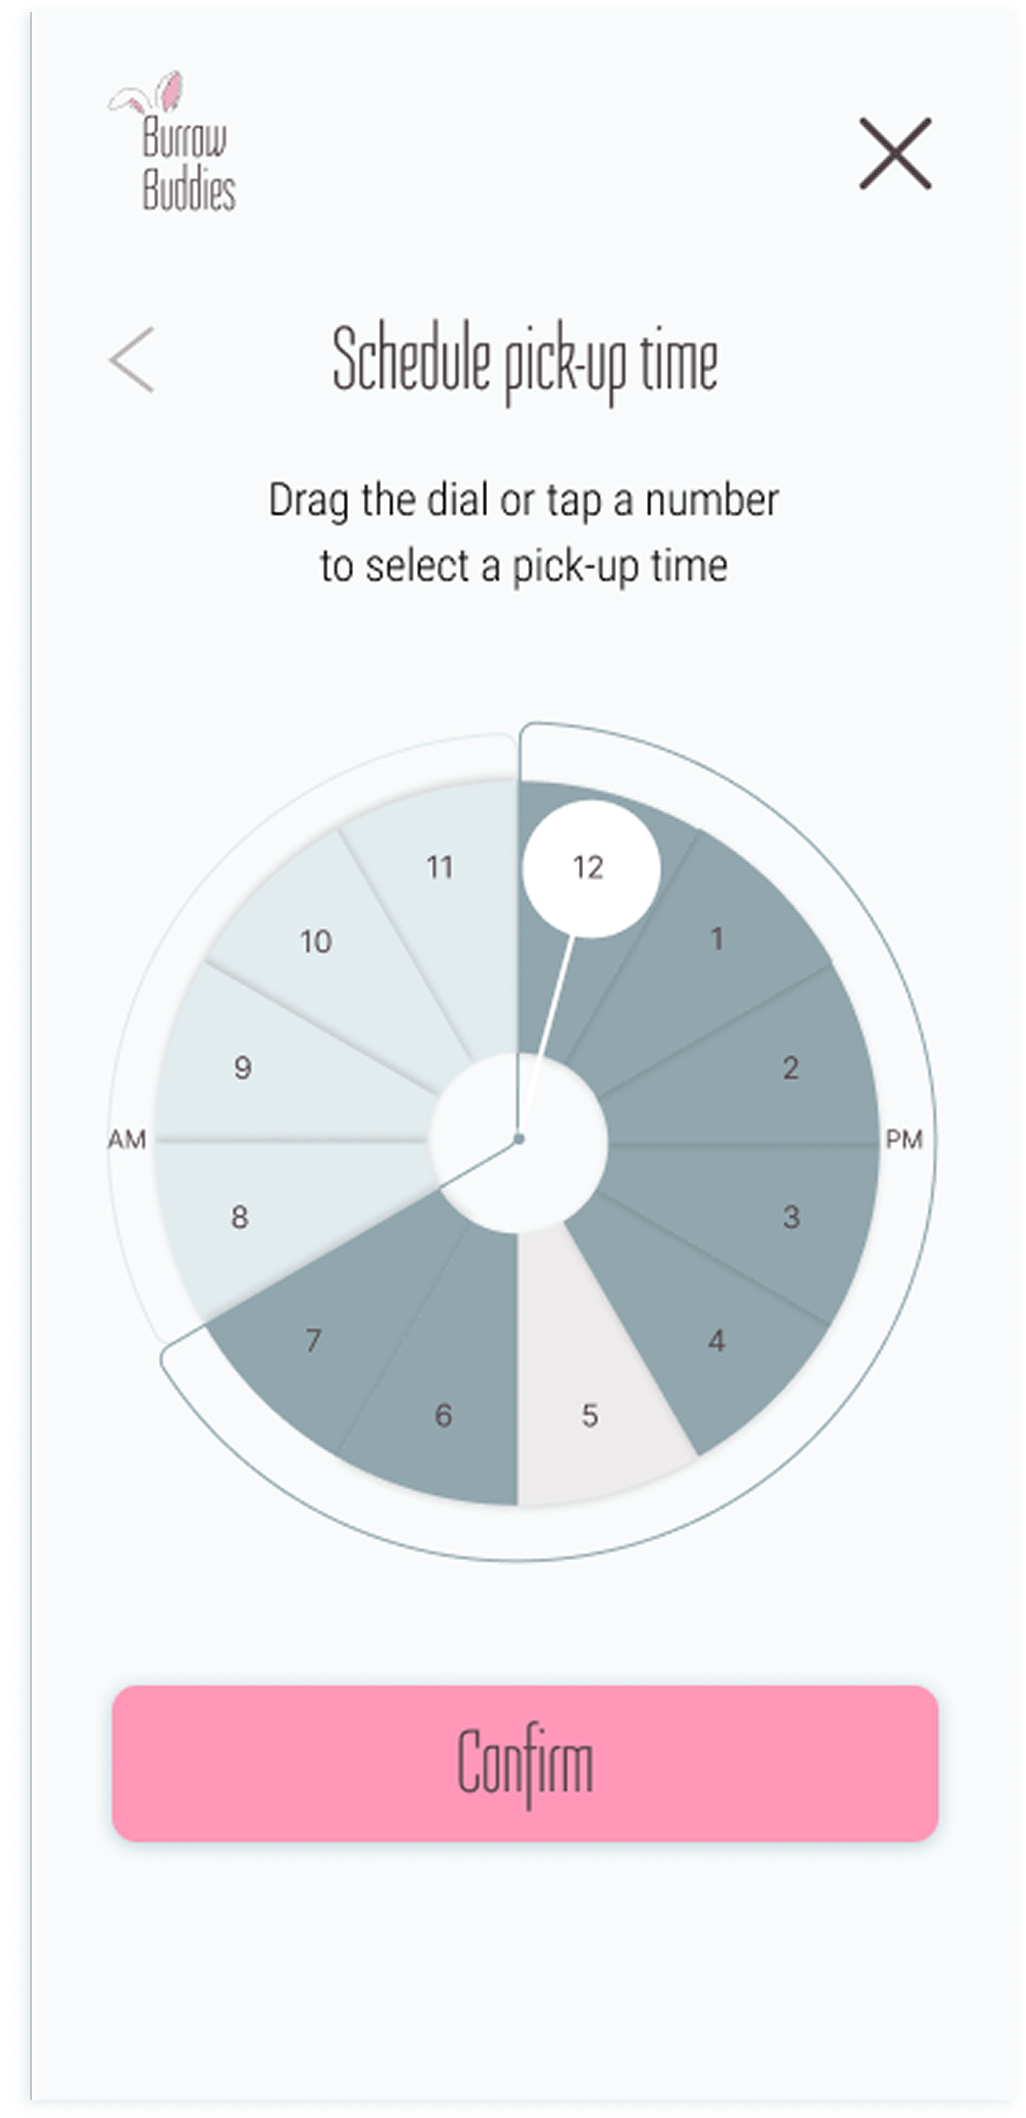 Burrow
Buddies
Schedule pick-up time
Drag the dial or tap a number
to select a pick-up time
11
12
10
1
9
2
AM
PM
8
3
7
4
6
5
Confirm